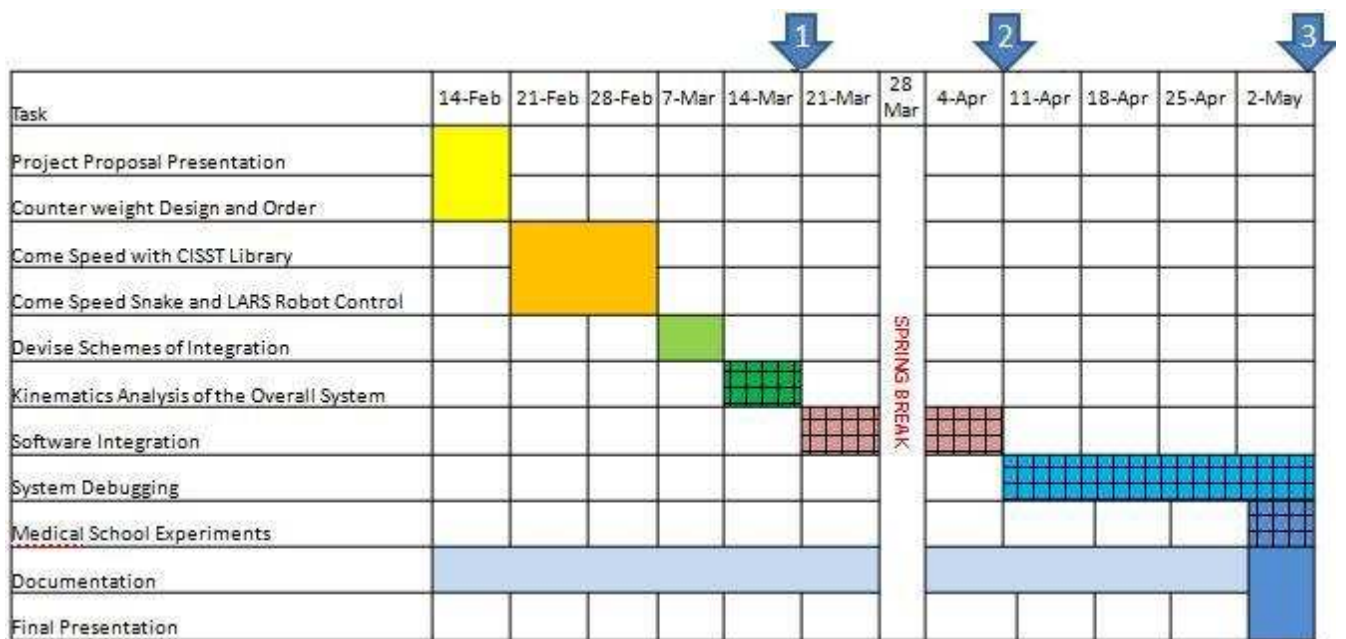 1 2 3
Task 14-Feb 21-Feb 28-Feb 7-Mar 14-Mar 21-Mar 28 Mar 4-Apr 11-Apr 18-Apr 25-Apr 2-May
Project Proposal Presentation
Counter weight Design and Order
Come Speed with CISST Library
Come Speed Snake and LARS Robot Control
Devise Schemes of Integration
Kinematics Analysis of the Overall System
Software Integration
System Debugging
Medical School Experiments
Documentation
Final Presentation
SPRING BREAK